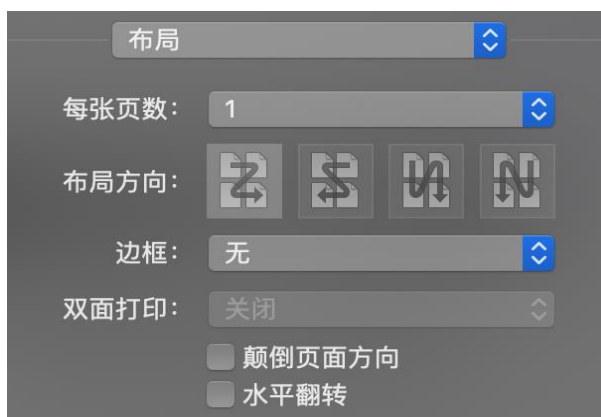 布局
每张页数： 1
布局方向：
边框： 无
双面打印： 关闭
颠倒页面方向
水平翻转